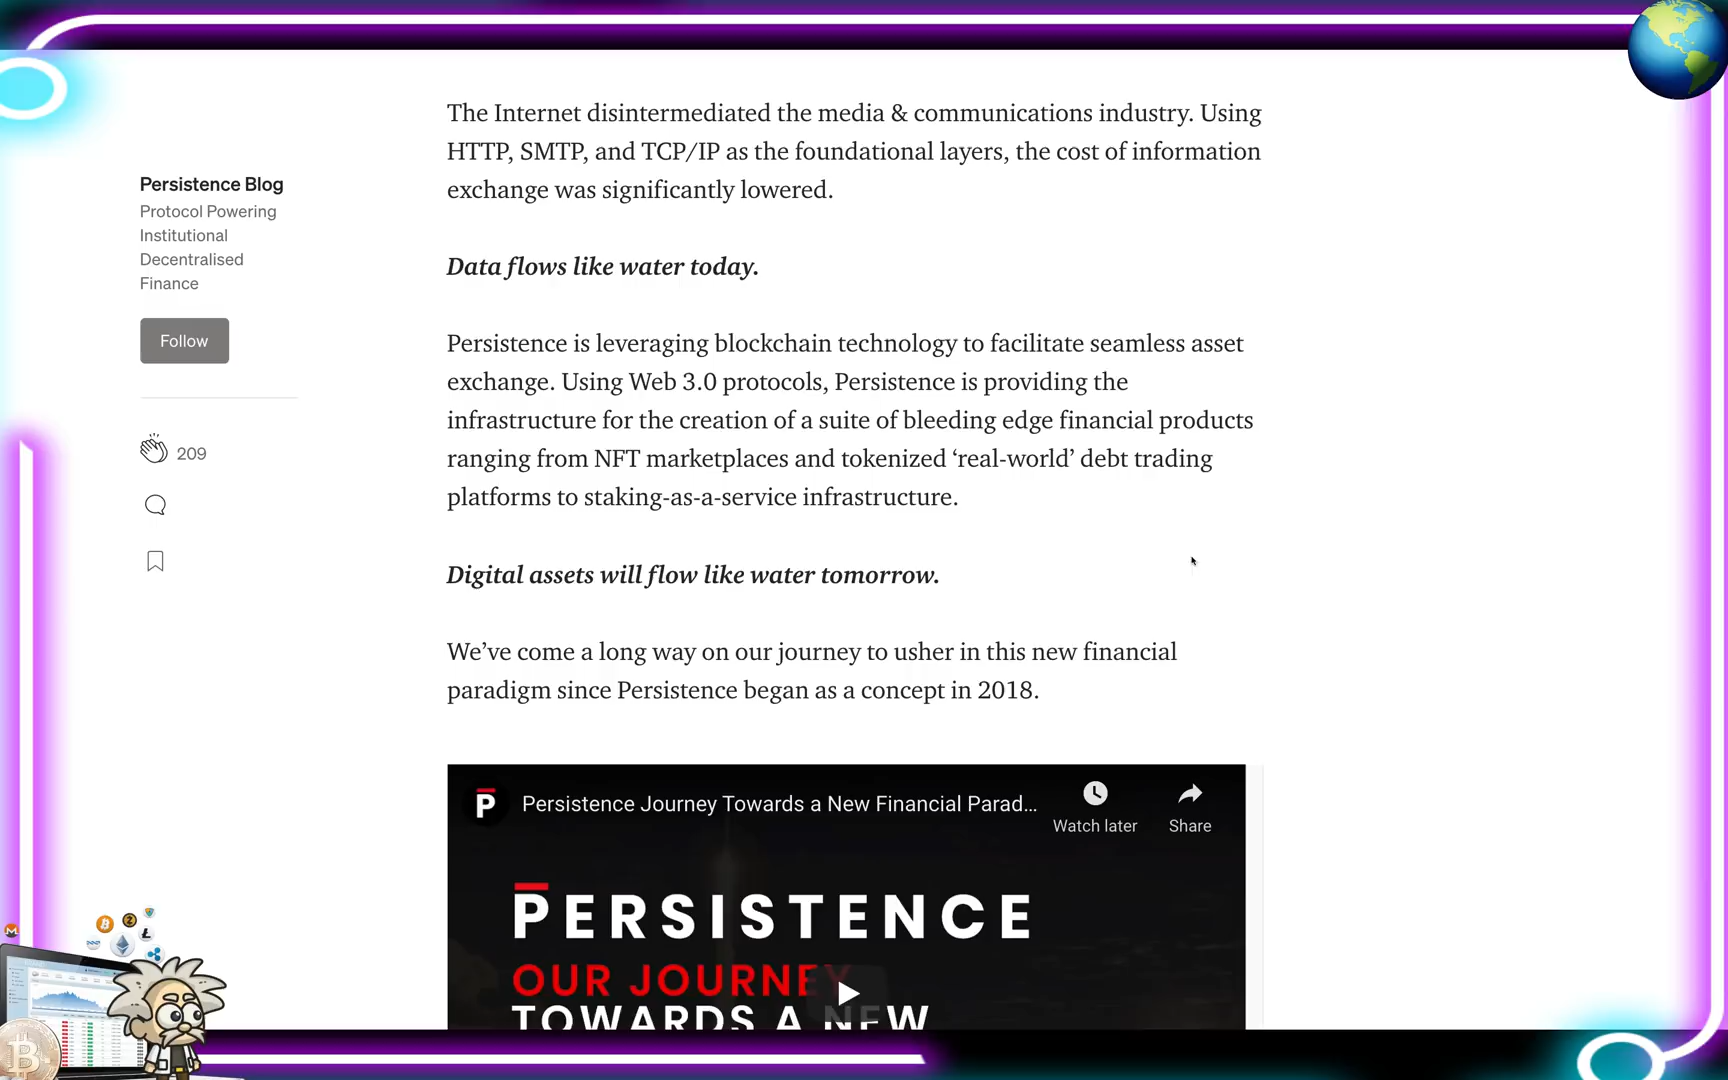 The Internet disintermediated the media & communications industry. Using
HTTP, SMTP, and TCP/IP as the foundational layers, the cost of information
exchange was significantly lowered.
Persistence Blog
Protocol Powering
Institutional
Decentralised
Finance
Follow
209
Data flows like water today.
Persistence is leveraging blockchain technology to facilitate seamless asset
exchange. Using Web 3.0 protocols, Persistence is providing the
infrastructure for the creation of a suite of bleeding edge financial products
ranging from NFT marketplaces and tokenized ‘real-world’ debt trading
platforms to staking-as-a-service infrastructure.
Digital assets will flow like water tomorrow.
We’ve come a long way on our journey to usher in this new financial
paradigm since Persistence began as a concept in 2018.
Persistence Journey Towards a New Financial Parad...
Watch later
Share
PERSISTENCE
OUR JOURNEY
TOWARDS A NEW